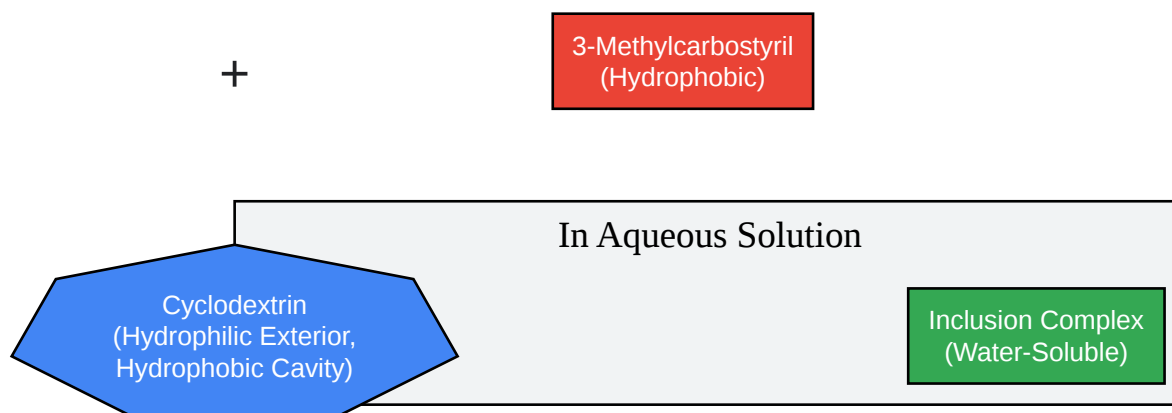 +
3-Methylcarbostyril
(Hydrophobic)
In Aqueous Solution
Cyclodextrin
(Hydrophilic Exterior,
Hydrophobic Cavity)
Inclusion Complex
(Water-Soluble)